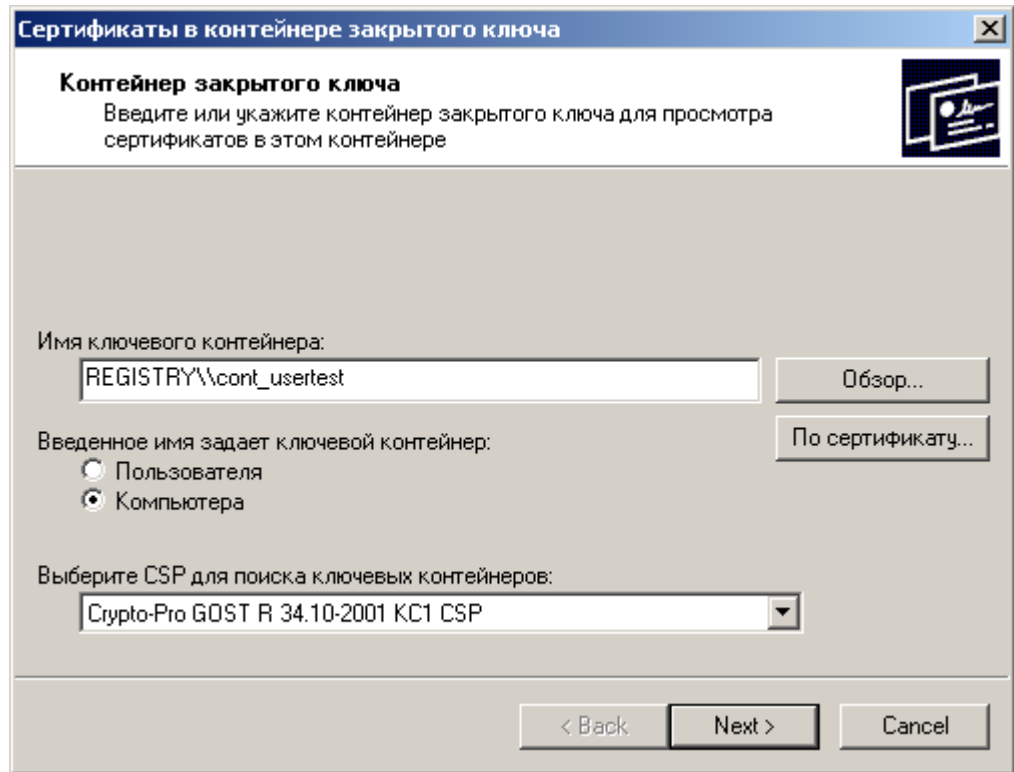 Сертификаты в контейнере закрытого ключа
Контейнер закрытого ключа
Введите или укажите контейнер закрытого ключа для просмотра
сертификатов в этом контейнере
Имя ключевого контейнера:
REGISTRY\\cont_usertest
Обзор...
Введенное имя задает ключевой контейнер:
По сертификату...
Пользователя
Компьютера
Выберите CSP для поиска ключевых контейнеров:
Crypto-Pro GOST R 34.10-2001 KC1 CSP
< Back
Next >
Cancel